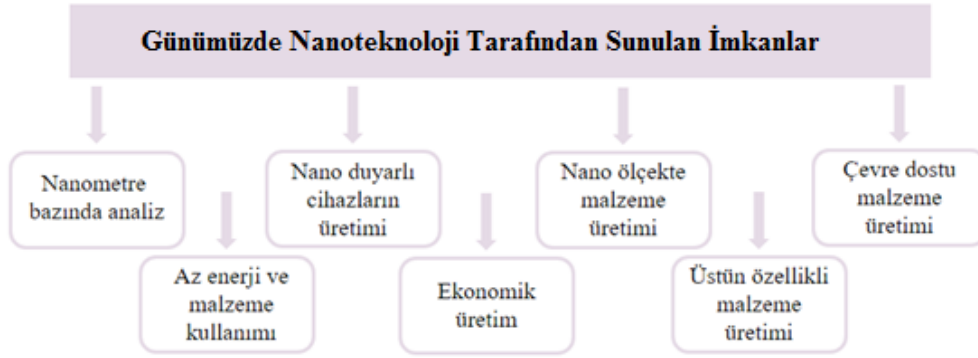 Günümüzde Nanoteknoloji Tarafından Sunulan İmkanlar
Nanometre
bazında analiz
Nano duyarlı
cihazların
üretimi
Nano ölçekte
malzeme
üretimi
Çevre dostu
malzeme
üretimi
Az enerji ve
malzeme
kullanımı
Ekonomik
üretim
Üstün özellikli
malzeme
üretimi